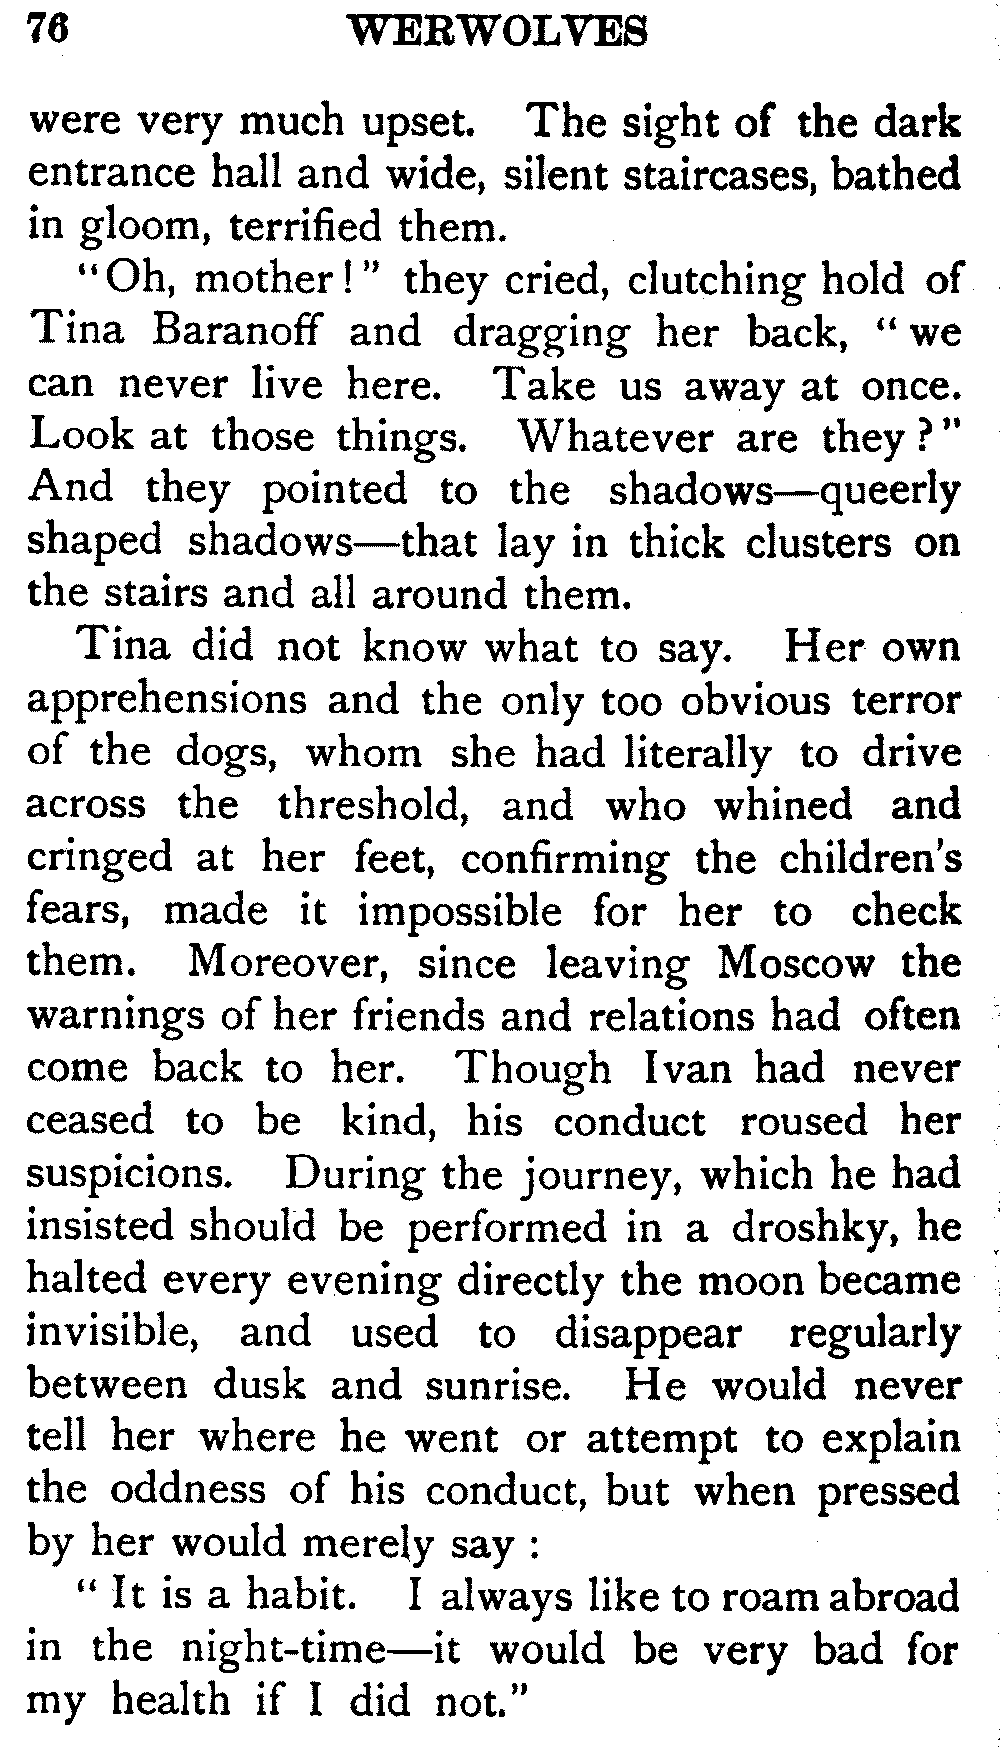 76 WERWOLVES
were very much upset. The sight of the dark
entrance hall and wide, silent staircases, bathed
in gloom, terrified them.
"Oh, mother!" they cried, clutching hold of
Tina Baranoff and dragging her back, "we
can never live here. Take us away at once.
Look at those things. Whatever are they?"
And they pointed to the shadows—queerly
shaped shadows—that lay in thick clusters on
the stairs and all around them.
Tina did not know what to say. Her own
apprehensions and the only too obvious terror
of the dogs, whom she had literally to drive
across the threshold, and who whined and
cringed at her feet, confirming the children's
fears, made it impossible for her to check
them. Moreover, since leaving Moscow the
warnings of her friends and relations had often
come back to her. Though Ivan had never
ceased to be kind, his conduct roused her
suspicions. During the journey, which he had
insisted should be performed in a droshky, he
halted every evening directly the moon became
invisible, and used to disappear regularly
between dusk and sunrise. He would never
tell her where he went or attempt to explain
the oddness of his conduct, but when pressed
by her would merely say :
"It is a habit. I always like to roam abroad
in the night-time—it would be very bad for
my health if I did not."